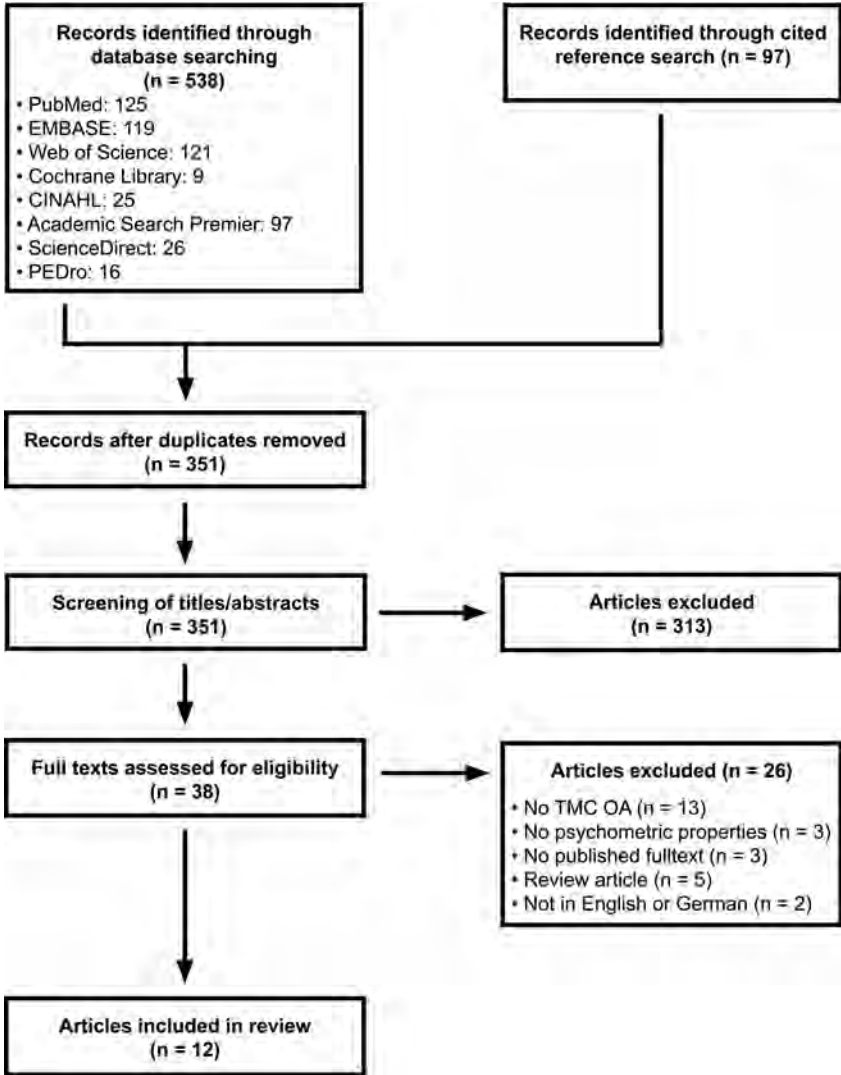 Records identified through
database searching
(n = 538)
• PubMed: 125
• EMBASE: 119
• Web of Science: 121
• Cochrane Library: 9
• CINAHL: 25
• Academic Search Premier: 97
• ScienceDirect: 26
• PEDro: 16
Records identified through cited
reference search (n = 97)
Records after duplicates removed
(n = 351)
Screening of titles/abstracts
(n = 351)
Articles excluded
(n = 313)
Full texts assessed for eligibility
(n = 38)
Articles excluded (n = 26)
• No TMC OA (n = 13)
• No psychometric properties (n = 3)
• No published fulltext (n = 3)
• Review article (n = 5)
• Not in English or German (n = 2)
Articles included in review
(n = 12)